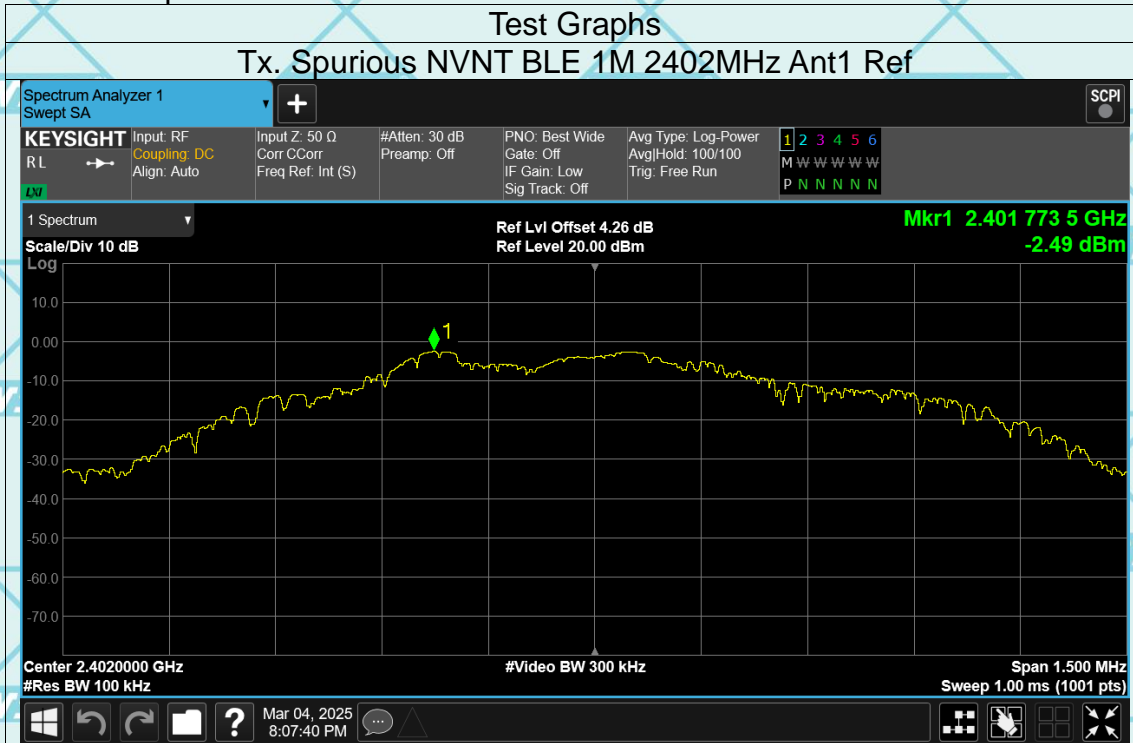 Test Graphs
Tx. Spurious NVNT BLE 1M 2402MHz Ant1 Ref
Spectrum Analyzer 1
Swept SA
+
SCPI
KEYSIGHT
RL
LXI
Input: RF
Coupling: DC
Align: Auto
Input Z: 50 Ω
Corr CCorr
Freq Ref: Int (S)
#Atten: 30 dB
Preamp: Off
PNO: Best Wide
Gate: Off
IF Gain: Low
Sig Track: Off
Avg Type: Log-Power
Avg|Hold: 100/100
Trig: Free Run
1 2 3 4 5 6
M W W W W W
P N N N N N
1 Spectrum
Scale/Div 10 dB
Ref Lvl Offset 4.26 dB
Ref Level 20.00 dBm
Mkr1 2.401 773 5 GHz
-2.49 dBm
Log
10.0
0.00
-10.0
-20.0
-30.0
-40.0
-50.0
-60.0
-70.0
1
Center 2.4020000 GHz
#Res BW 100 kHz
#Video BW 300 kHz
Span 1.500 MHz
Sweep 1.00 ms (1001 pts)
?
Mar 04, 2025
8:07:40 PM